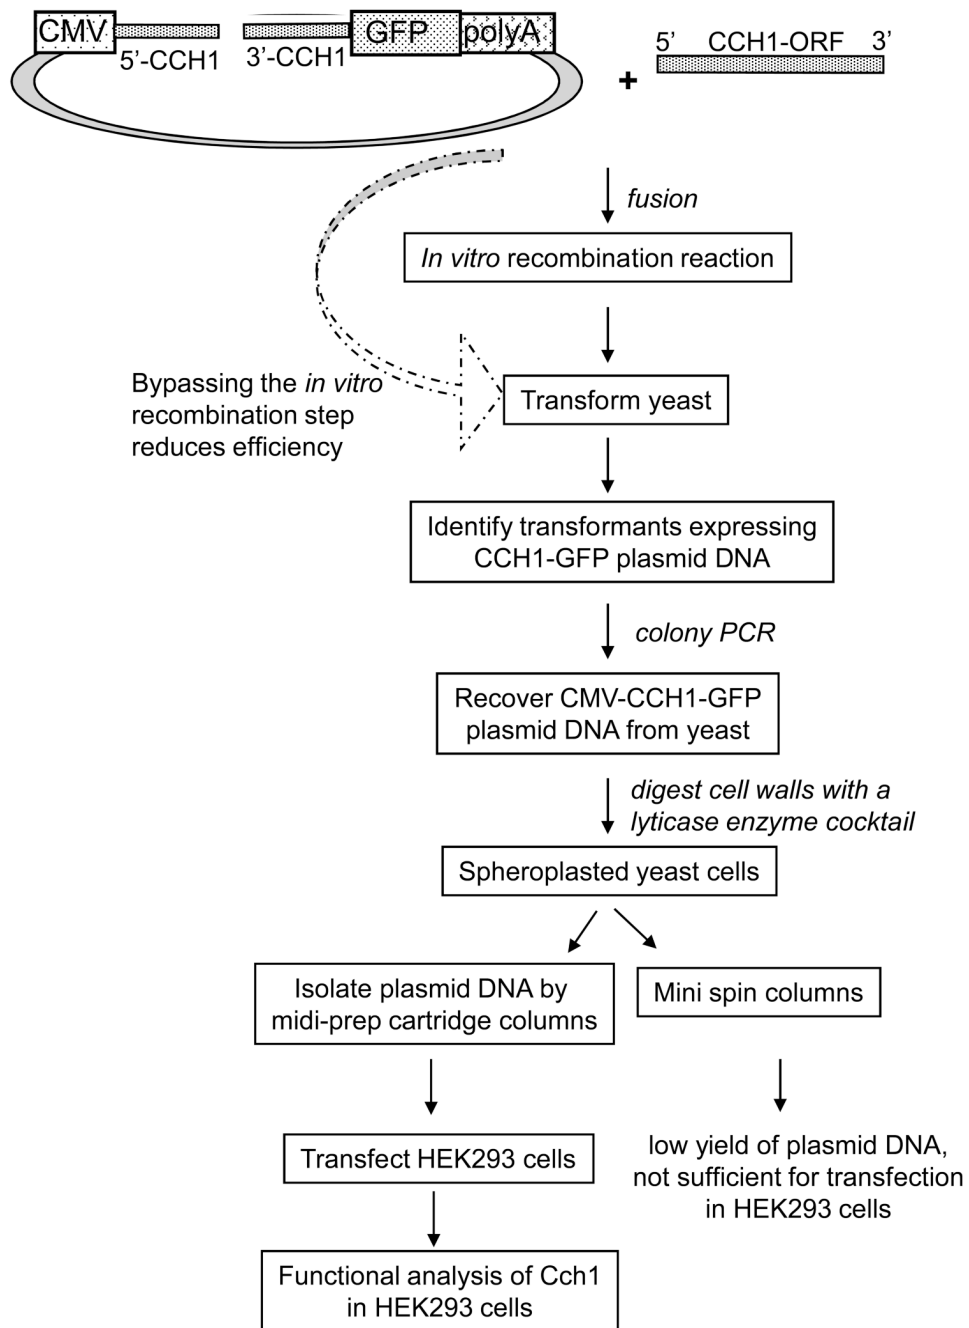 CMV
GFP
polyA
5’-CCH1
3’-CCH1
5’ CCH1-ORF 3’
+
fusion
In vitro recombination reaction
Bypassing the in vitro
recombination step
reduces efficiency
Transform yeast
Identify transformants expressing
CCH1-GFP plasmid DNA
colony PCR
Recover CMV-CCH1-GFP
plasmid DNA from yeast
digest cell walls with a
lyticase enzyme cocktail
Spheroplasted yeast cells
Isolate plasmid DNA by
midi-prep cartridge columns
Mini spin columns
Transfect HEK293 cells
low yield of plasmid DNA,
not sufficient for transfection
in HEK293 cells
Functional analysis of Cch1
in HEK293 cells